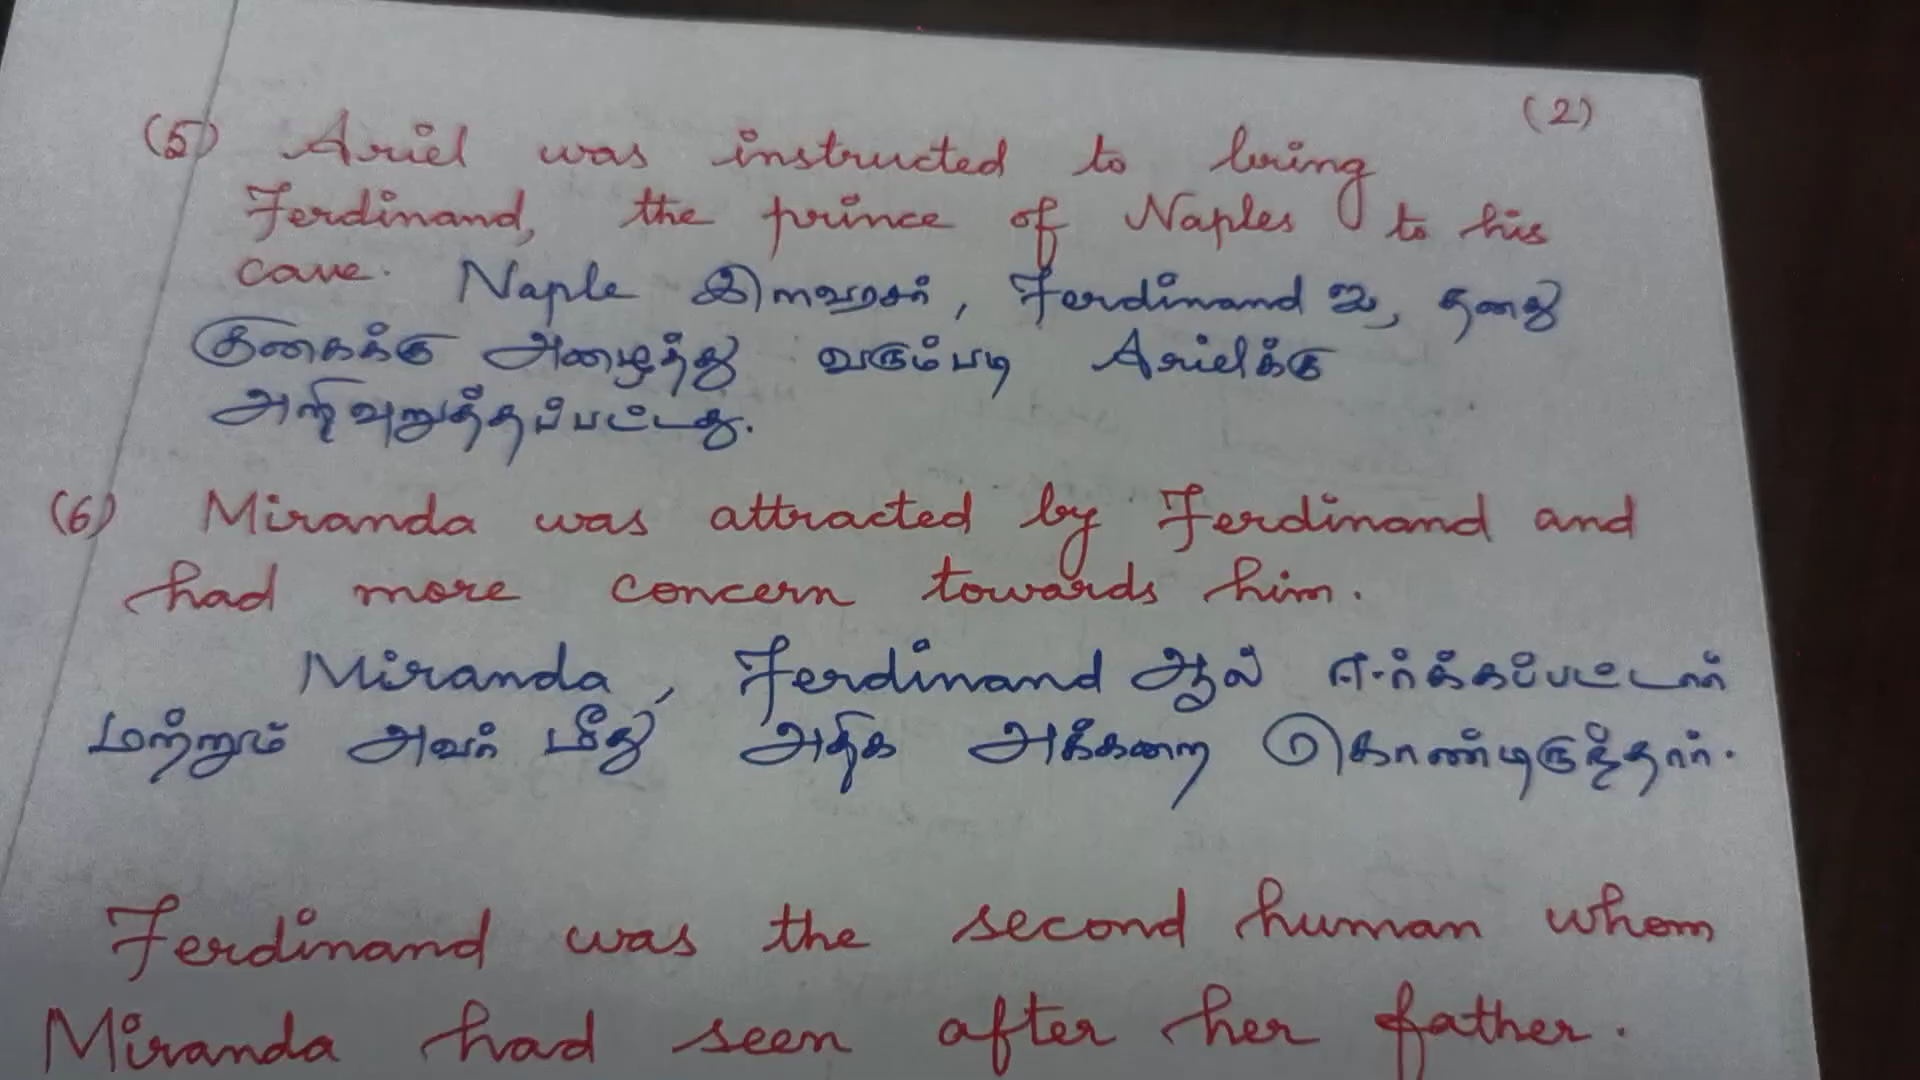 (2)
(5) Ariel was instructed to bring
Ferdinand, the prince of Naples to his
cave. Naple இளவரசர், Ferdinand ஐ, தனது
குகைக்கு அழைத்து வரும்படி Arielக்கு
அறிவுறுத்தப்பட்டது.
(6) Miranda was attracted by Ferdinand and
had more concern towards him.
Miranda, Ferdinand ஆல் ஈர்க்கப்பட்டார்
மற்றும் அவர் மீது அதிக அக்கறை கொண்டிருந்தார்.
Ferdinand was the second human whom
Miranda had seen after her father.